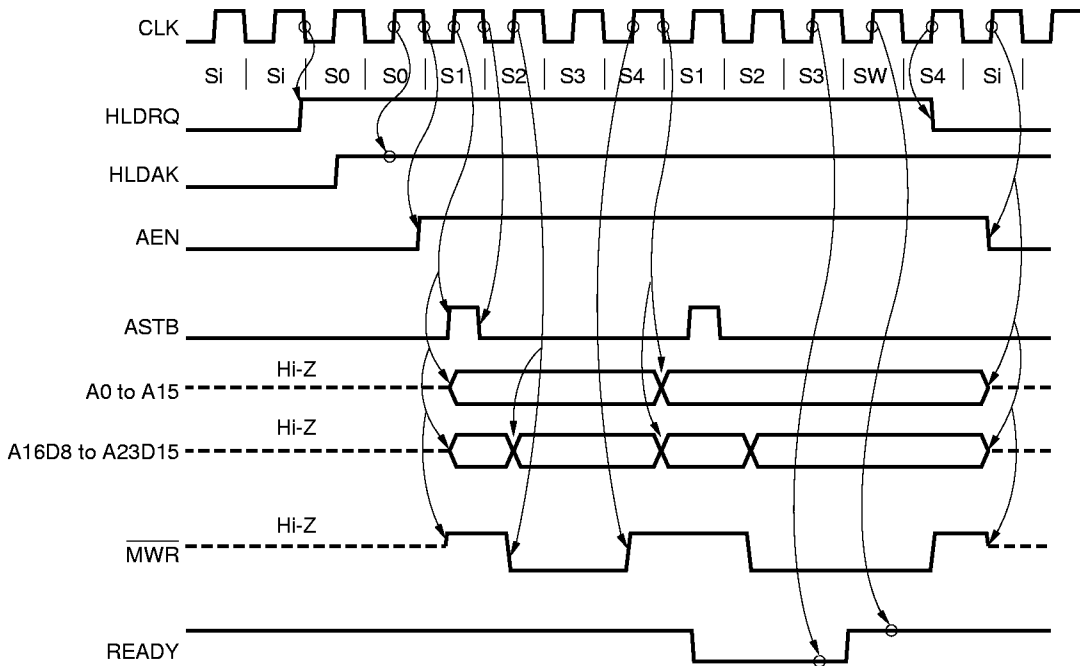 CLK
Si Si S0 S0 S1 S2 S3 S4 S1 S2 S3 SW S4 Si
HLDRQ
HLDAK
AEN
ASTB
Hi-Z
A0 to A15
Hi-Z
A16D8 to A23D15
Hi-Z
MWR
READY